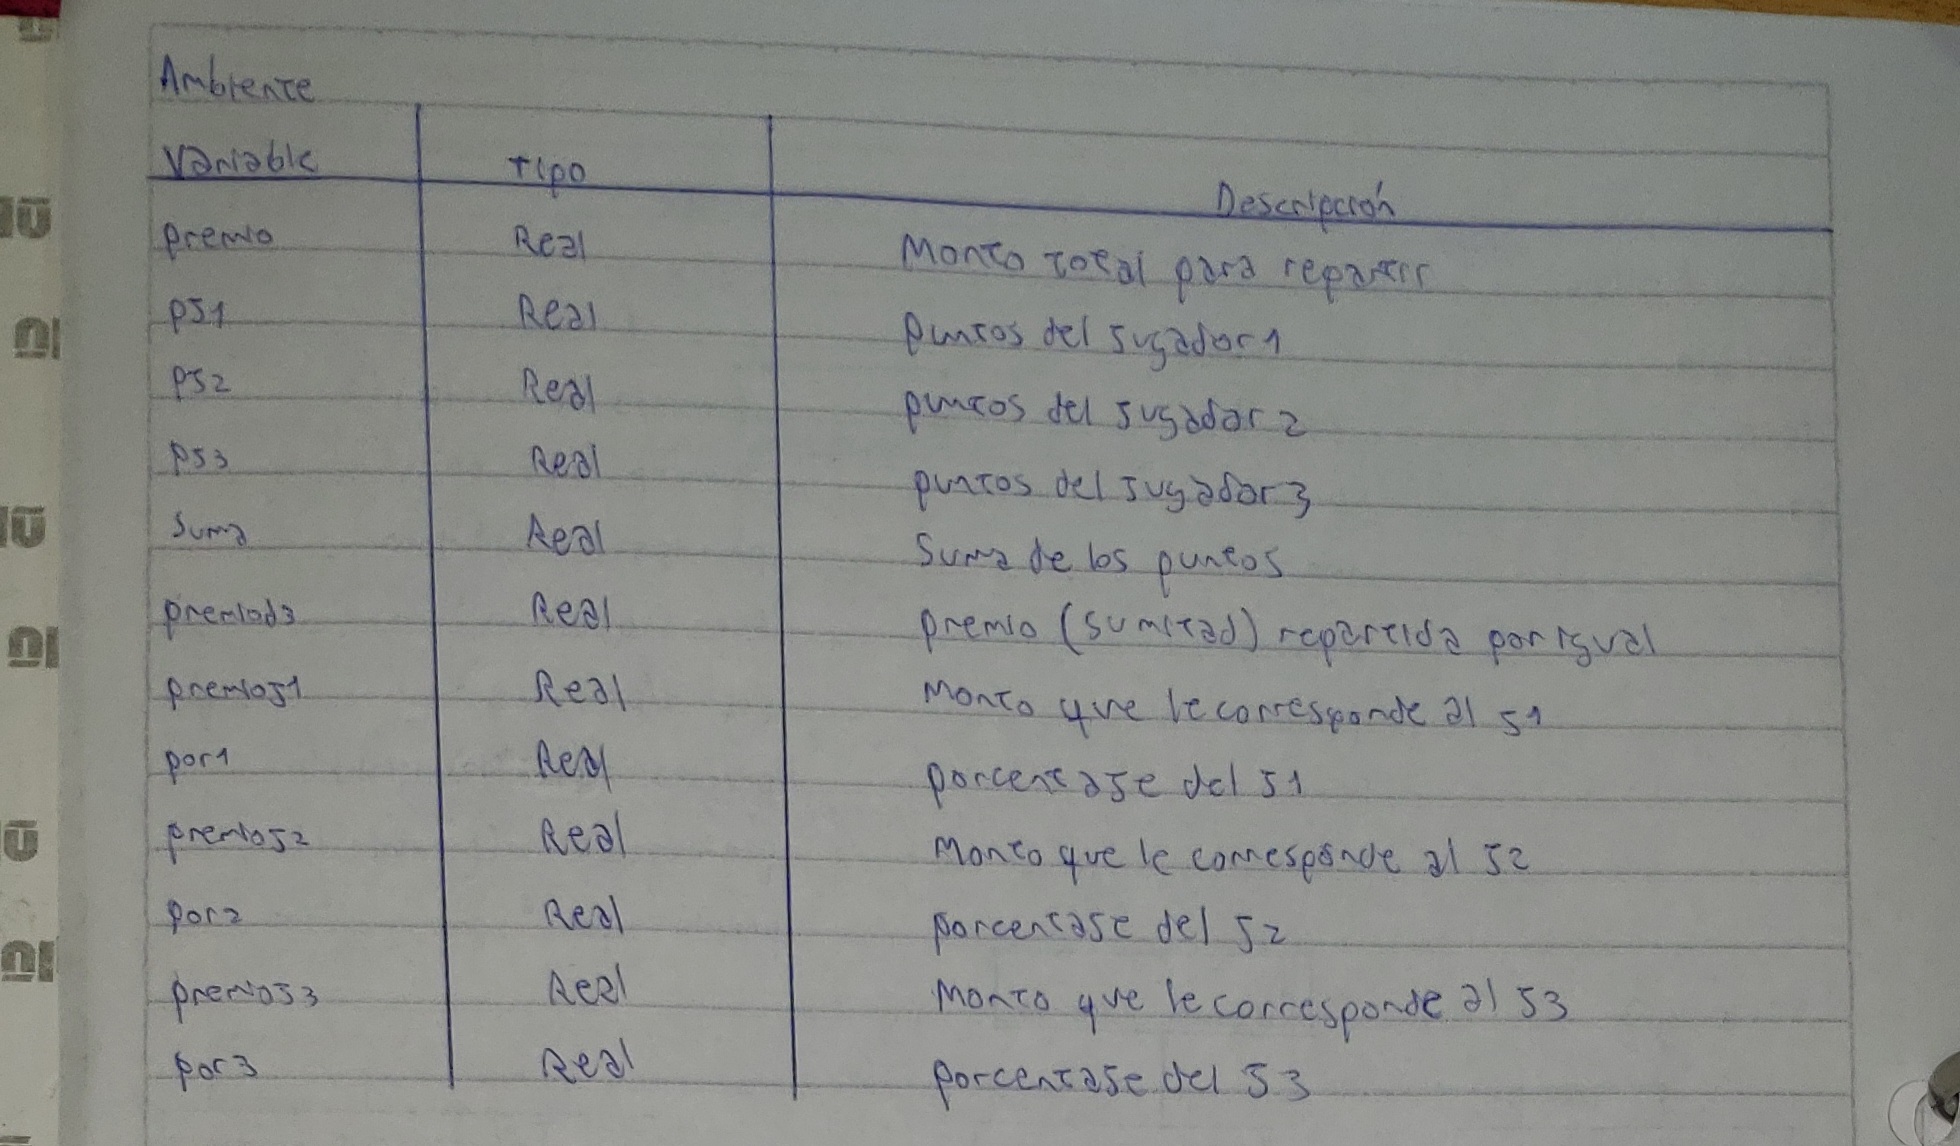 Ambiente
Variable tipo Descripción
premio Real Monto total para repartir
pJ1 Real puntos del Jugador 1
pJ2 Real puntos del Jugador 2
pJ3 Real puntos del Jugador 3
suma Real Suma de los puntos
premiod3 Real premio (su mitad) repartida por igual
premioJ1 Real Monto que le corresponde al J1
por1 Real porcentaje del J1
premioJ2 Real Monto que le corresponde al J2
por2 Real porcentaje del J2
premioJ3 Real Monto que le corresponde al J3
por3 Real porcentaje del J3